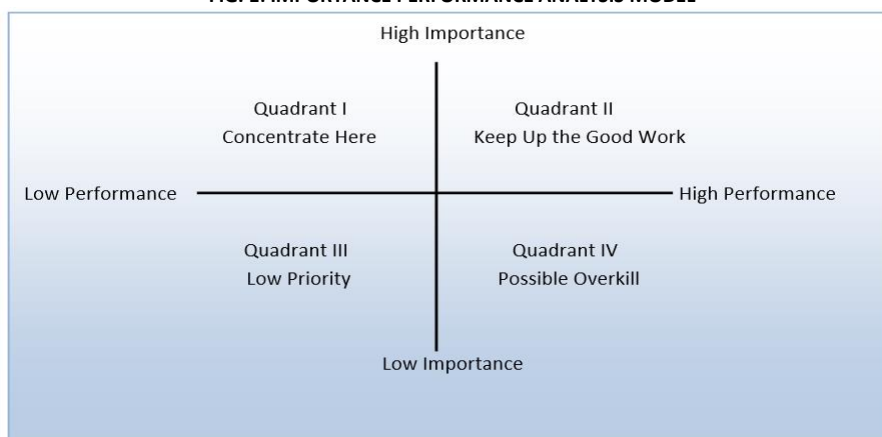 IMPORTANCE PERFORMANCE ANALYSIS MODEL
High Importance
Quadrant I
Concentrate Here
Quadrant II
Keep Up the Good Work
Low Performance
High Performance
Quadrant III
Low Priority
Quadrant IV
Possible Overkill
Low Importance